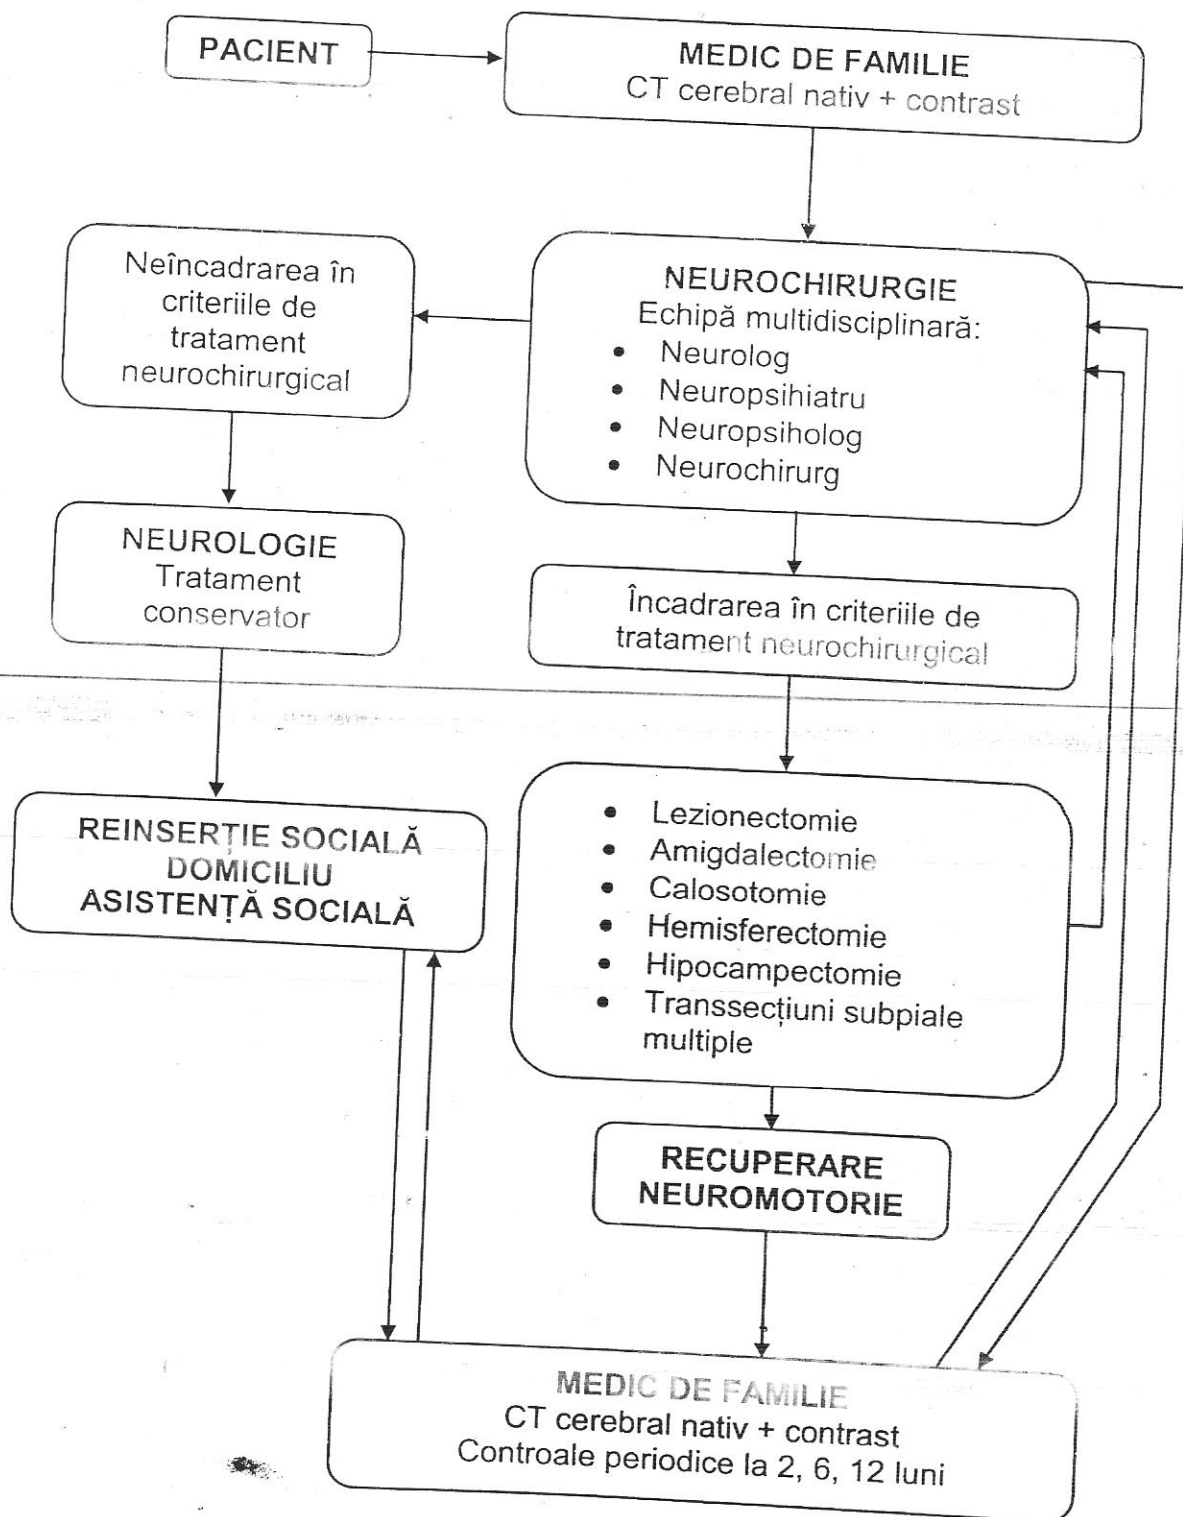 PACIENT
MEDIC DE FAMILIE
CT cerebral nativ + contrast
Neîncadrarea în
criteriile de
tratament
neurochirurgical
NEUROCHIRURGIE
Echipă multidisciplinară:
• Neurolog
• Neuropsihiatru
• Neuropsiholog
• Neurochirurg
NEUROLOGIE
Tratament
conservator
Încadrarea în criteriile de
tratament neurochirurgical
REINSERȚIE SOCIALĂ
DOMICILIU
ASISTENȚĂ SOCIALĂ
• Lezionectomie
• Amigdalectomie
• Calosotomie
• Hemisferectomie
• Hipocampectomie
• Transsecțiuni subpiale
multiple
RECUPERARE
NEUROMOTORIE
MEDIC DE FAMILIE
CT cerebral nativ + contrast
Controale periodice la 2, 6, 12 luni